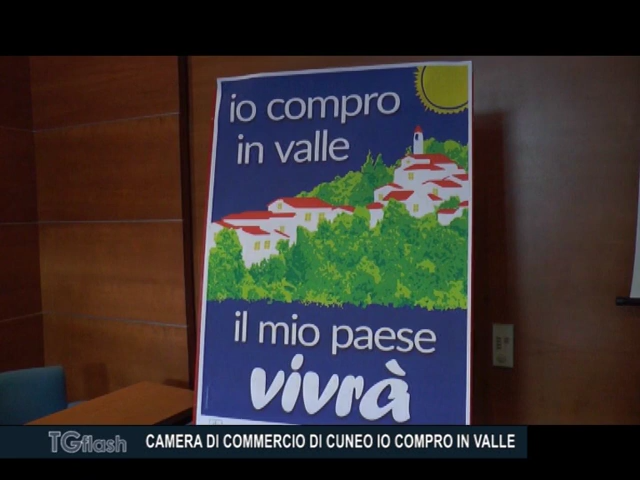 io compro
in valle
il mio paese
vivrà
TGflash
CAMERA DI COMMERCIO DI CUNEO IO COMPRO IN VALLE